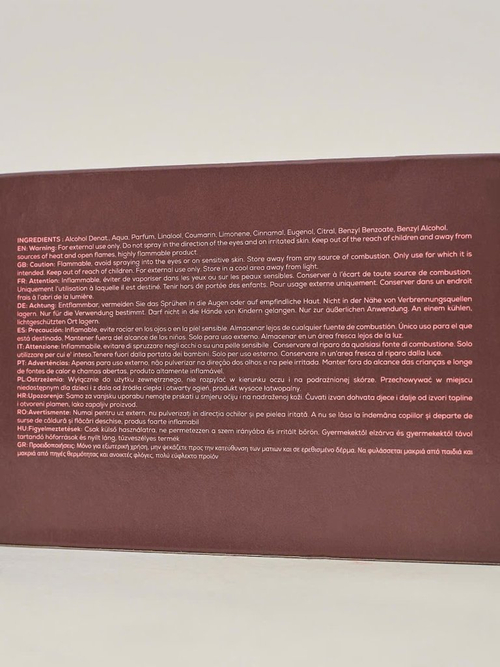 INGREDIENTS : Alcohol Denat., Aqua, Parfum, Linalool, Coumarin, Limonene, Cinnamal, Eugenol, Citral, Benzyl Benzoate, Benzyl Alcohol.
EN: Warning: For external use only. Do not spray in the direction of the eyes and on irritated skin. Keep out of the reach of children and away from
sources of heat and open flames, highly flammable product .
GB: Caution: Flammable, avoid spraying into the eyes or on sensitive skin. Store away from any source of combustion. Only use for which it is
intended. Keep out of reach of children. For external use only. Store in a cool area away from light.
FR: Attention: Inflammable, éviter de vaporiser dans les yeux ou sur les peaux sensibles. Conserver à l'écart de toute source de combustion.
Uniquement l'utilisation à laquelle il est destiné. Tenir hors de portée des enfants. Pour usage externe uniquement. Conserver dans un endroit
frais à l'abri de la lumière.
DE: Achtung: Entflammbar, vermeiden Sie das Sprühen in die Augen oder auf empfindliche Haut. Nicht in der Nähe von Verbrennungsquellen
lagern. Nur für die Verwendung bestimmt. Darf nicht in die Hände von Kindern gelangen. Nur zur äußerlichen Anwendung. An einem kühlen,
lichtgeschützten Ort lagern.
ES: Precaución: Inflamable, evite rociar en los ojos o en la piel sensible. Almacenar lejos de cualquier fuente de combustión. Único uso para el que
está destinada. Mantener fuera del alcance de los niños. Solo para uso externo. Almacenar en un área fresca lejos de la luz.
IT: Attenzione: Infiammabile, evitare di spruzzare negli occhi o su una pelle sensibile . Conservare al riparo da qualsiasi fonte di combustione. Solo
utilizzare per cui e' inteso.Tenere fuori dalla portata dei bambini. Solo per uso esterno. Conservare in un'area fresca al riparo dalla luce.
PT: Advertências: Apenas para uso externo, não pulverizar na direção dos olhos e na pele irritada. Manter fora do alcance das crianças e longe
de fontes de calor e chamas abertas, produto altamente inflamável.
PL:Ostrzeżenia: Wyłącznie do użytku zewnętrznego, nie rozpylać w kierunku oczu i na podrażnionej skórze. Przechowywać w miejscu
niedostępnym dla dzieci i z dala od źródła ciepła i otwarty ogień, produkt wysoce łatwopalny.
HR:Upozorenja: Samo za vanjsku uporabu nemojte prskati u smjeru očiju i na nadraženoj koži. Čuvati izvan dohvata djece i dalje od izvori topline
i otvoreni plamen, lako zapaljiv proizvod.
RO:Avertismente: Numai pentru uz extern, nu pulverizați in direcția ochilor și pe pielea iritată. A nu se lăsa la îndemâna copiilor și departe de
surse de căldură și flăcări deschise, produs foarte inflamabil
HU:Figyelmeztetések: Csak külső használatra, ne permetezzen a szem irányába és irritált bőrön. Gyermekektől elzárva és gyermekektől távol
tartandó hőforrások és nyílt láng, tűzveszélyes termék
GR: Προειδοποιήσεις: Μόνο για εξωτερική χρήση, μην ψεκάζετε προς την κατεύθυνση των ματιών και σε ερεθισμένο δέρμα. Να φυλάσσεται μακριά από παιδιά και
μακριά από πηγές θερμότητας και ανοικτές φλόγες, πολύ εύφλεκτο προϊόν